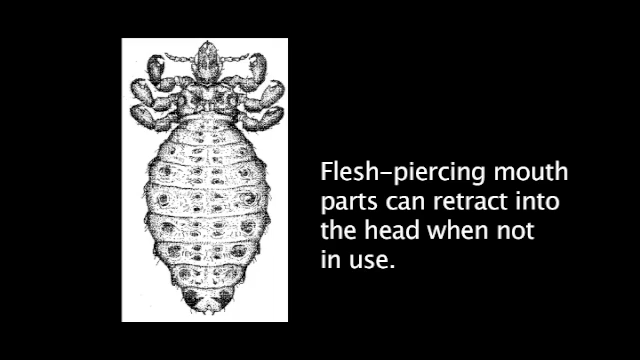 Flesh-piercing mouth
parts can retract into
the head when not
in use.